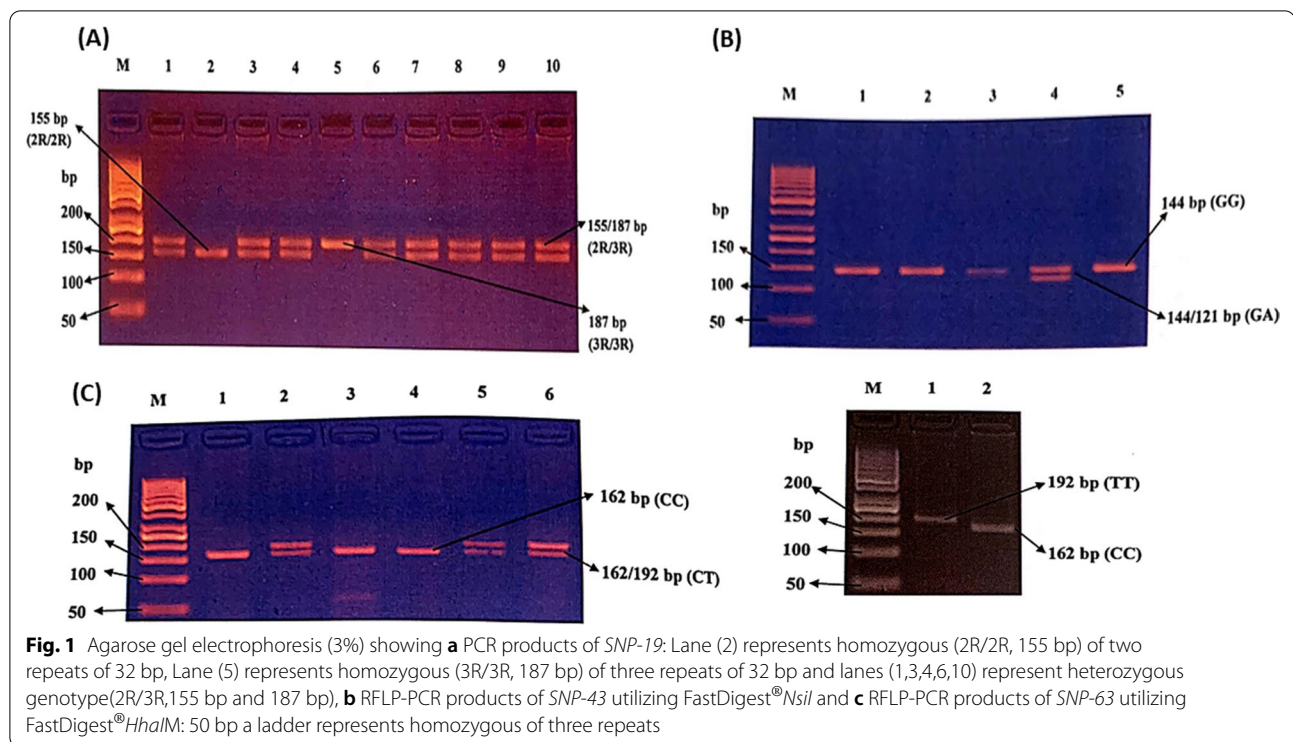 (A)
M 1 2 3 4 5 6 7 8 9 10
155 bp
(2R/2R)
bp
200
150
100
50
155/187 bp
(2R/3R)
187 bp
(3R/3R)
(B)
M 1 2 3 4 5
bp
150
100
50
144 bp (GG)
144/121 bp (GA)
(C)
M 1 2 3 4 5 6
bp
200
150
100
50
162 bp (CC)
162/192 bp (CT)
M 1 2
bp
200
150
100
50
192 bp (TT)
162 bp (CC)
Fig. 1 Agarose gel electrophoresis (3%) showing a PCR products of SNP-19: Lane (2) represents homozygous (2R/2R, 155 bp) of two
repeats of 32 bp, Lane (5) represents homozygous (3R/3R, 187 bp) of three repeats of 32 bp and lanes (1,3,4,6,10) represent heterozygous
genotype(2R/3R,155 bp and 187 bp), b RFLP-PCR products of SNP-43 utilizing FastDigest®NsiI and c RFLP-PCR products of SNP-63 utilizing
FastDigest®HhaIM: 50 bp a ladder represents homozygous of three repeats